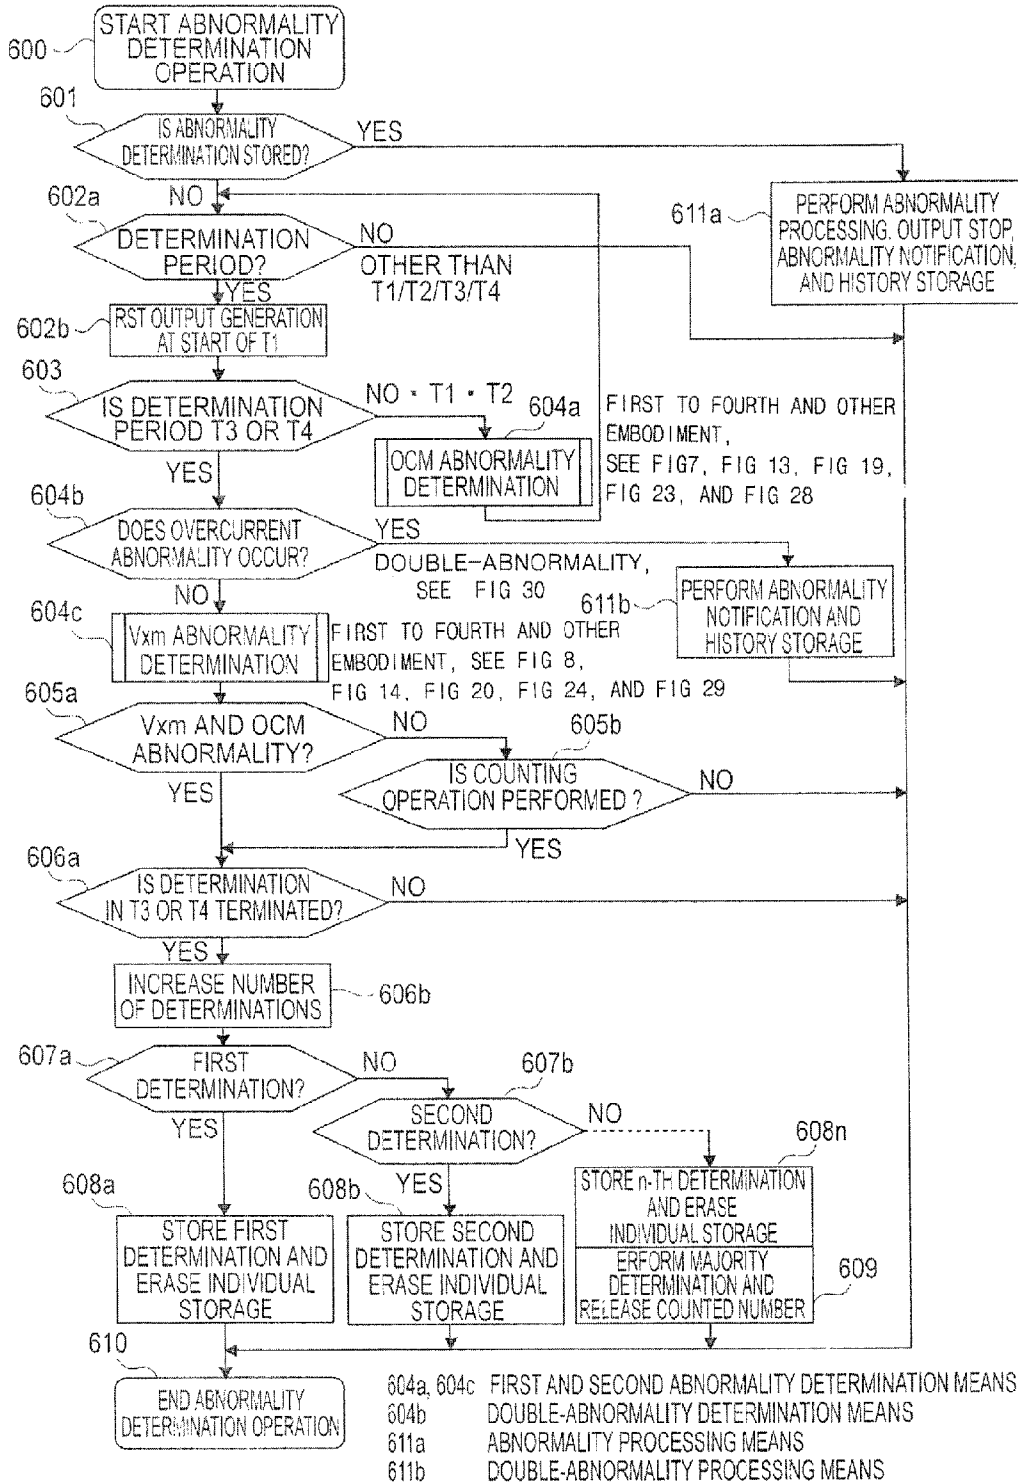 START ABNORMALITY
DETERMINATION
OPERATION
600
601
IS ABNORMALITY
DETERMINATION STORED?
YES
NO
602a
DETERMINATION
PERIOD?
NO
OTHER THAN
T1/T2/T3/T4
YES
611a
PERFORM ABNORMALITY
PROCESSING. OUTPUT STOP,
ABNORMALITY NOTIFICATION,
AND HISTORY STORAGE
602b
RST OUTPUT GENERATION
AT START OF T1
603
IS DETERMINATION
PERIOD T3 OR T4
NO・T1・T2
YES
604a
OCM ABNORMALITY
DETERMINATION
FIRST TO FOURTH AND OTHER
EMBODIMENT,
SEE FIG7, FIG 13, FIG 19,
FIG 23, AND FIG 28
604b
DOES OVERCURRENT
ABNORMALITY OCCUR?
YES
DOUBLE-ABNORMALITY,
SEE FIG 30
NO
611b
PERFORM ABNORMALITY
NOTIFICATION AND
HISTORY STORAGE
604c
Vxm ABNORMALITY
DETERMINATION
FIRST TO FOURTH AND OTHER
EMBODIMENT, SEE FIG 8,
FIG 14, FIG 20, FIG 24, AND FIG 29
605a
Vxm AND OCM
ABNORMALITY?
NO
YES
605b
IS COUNTING
OPERATION PERFORMED ?
NO
YES
606a
IS DETERMINATION
IN T3 OR T4 TERMINATED?
NO
YES
INCREASE NUMBER
OF DETERMINATIONS
606b
607a
FIRST
DETERMINATION?
NO
YES
607b
SECOND
DETERMINATION?
NO
YES
608a
STORE FIRST
DETERMINATION AND
ERASE INDIVIDUAL
STORAGE
608b
STORE SECOND
DETERMINATION AND
ERASE INDIVIDUAL
STORAGE
608n
STORE n-TH DETERMINATION
AND ERASE
INDIVIDUAL STORAGE
ERFORM MAJORITY
DETERMINATION AND
RELEASE COUNTED NUMBER
609
610
END ABNORMALITY
DETERMINATION OPERATION
604a, 604c FIRST AND SECOND ABNORMALITY DETERMINATION MEANS
604b DOUBLE-ABNORMALITY DETERMINATION MEANS
611a ABNORMALITY PROCESSING MEANS
611b DOUBLE-ABNORMALITY PROCESSING MEANS